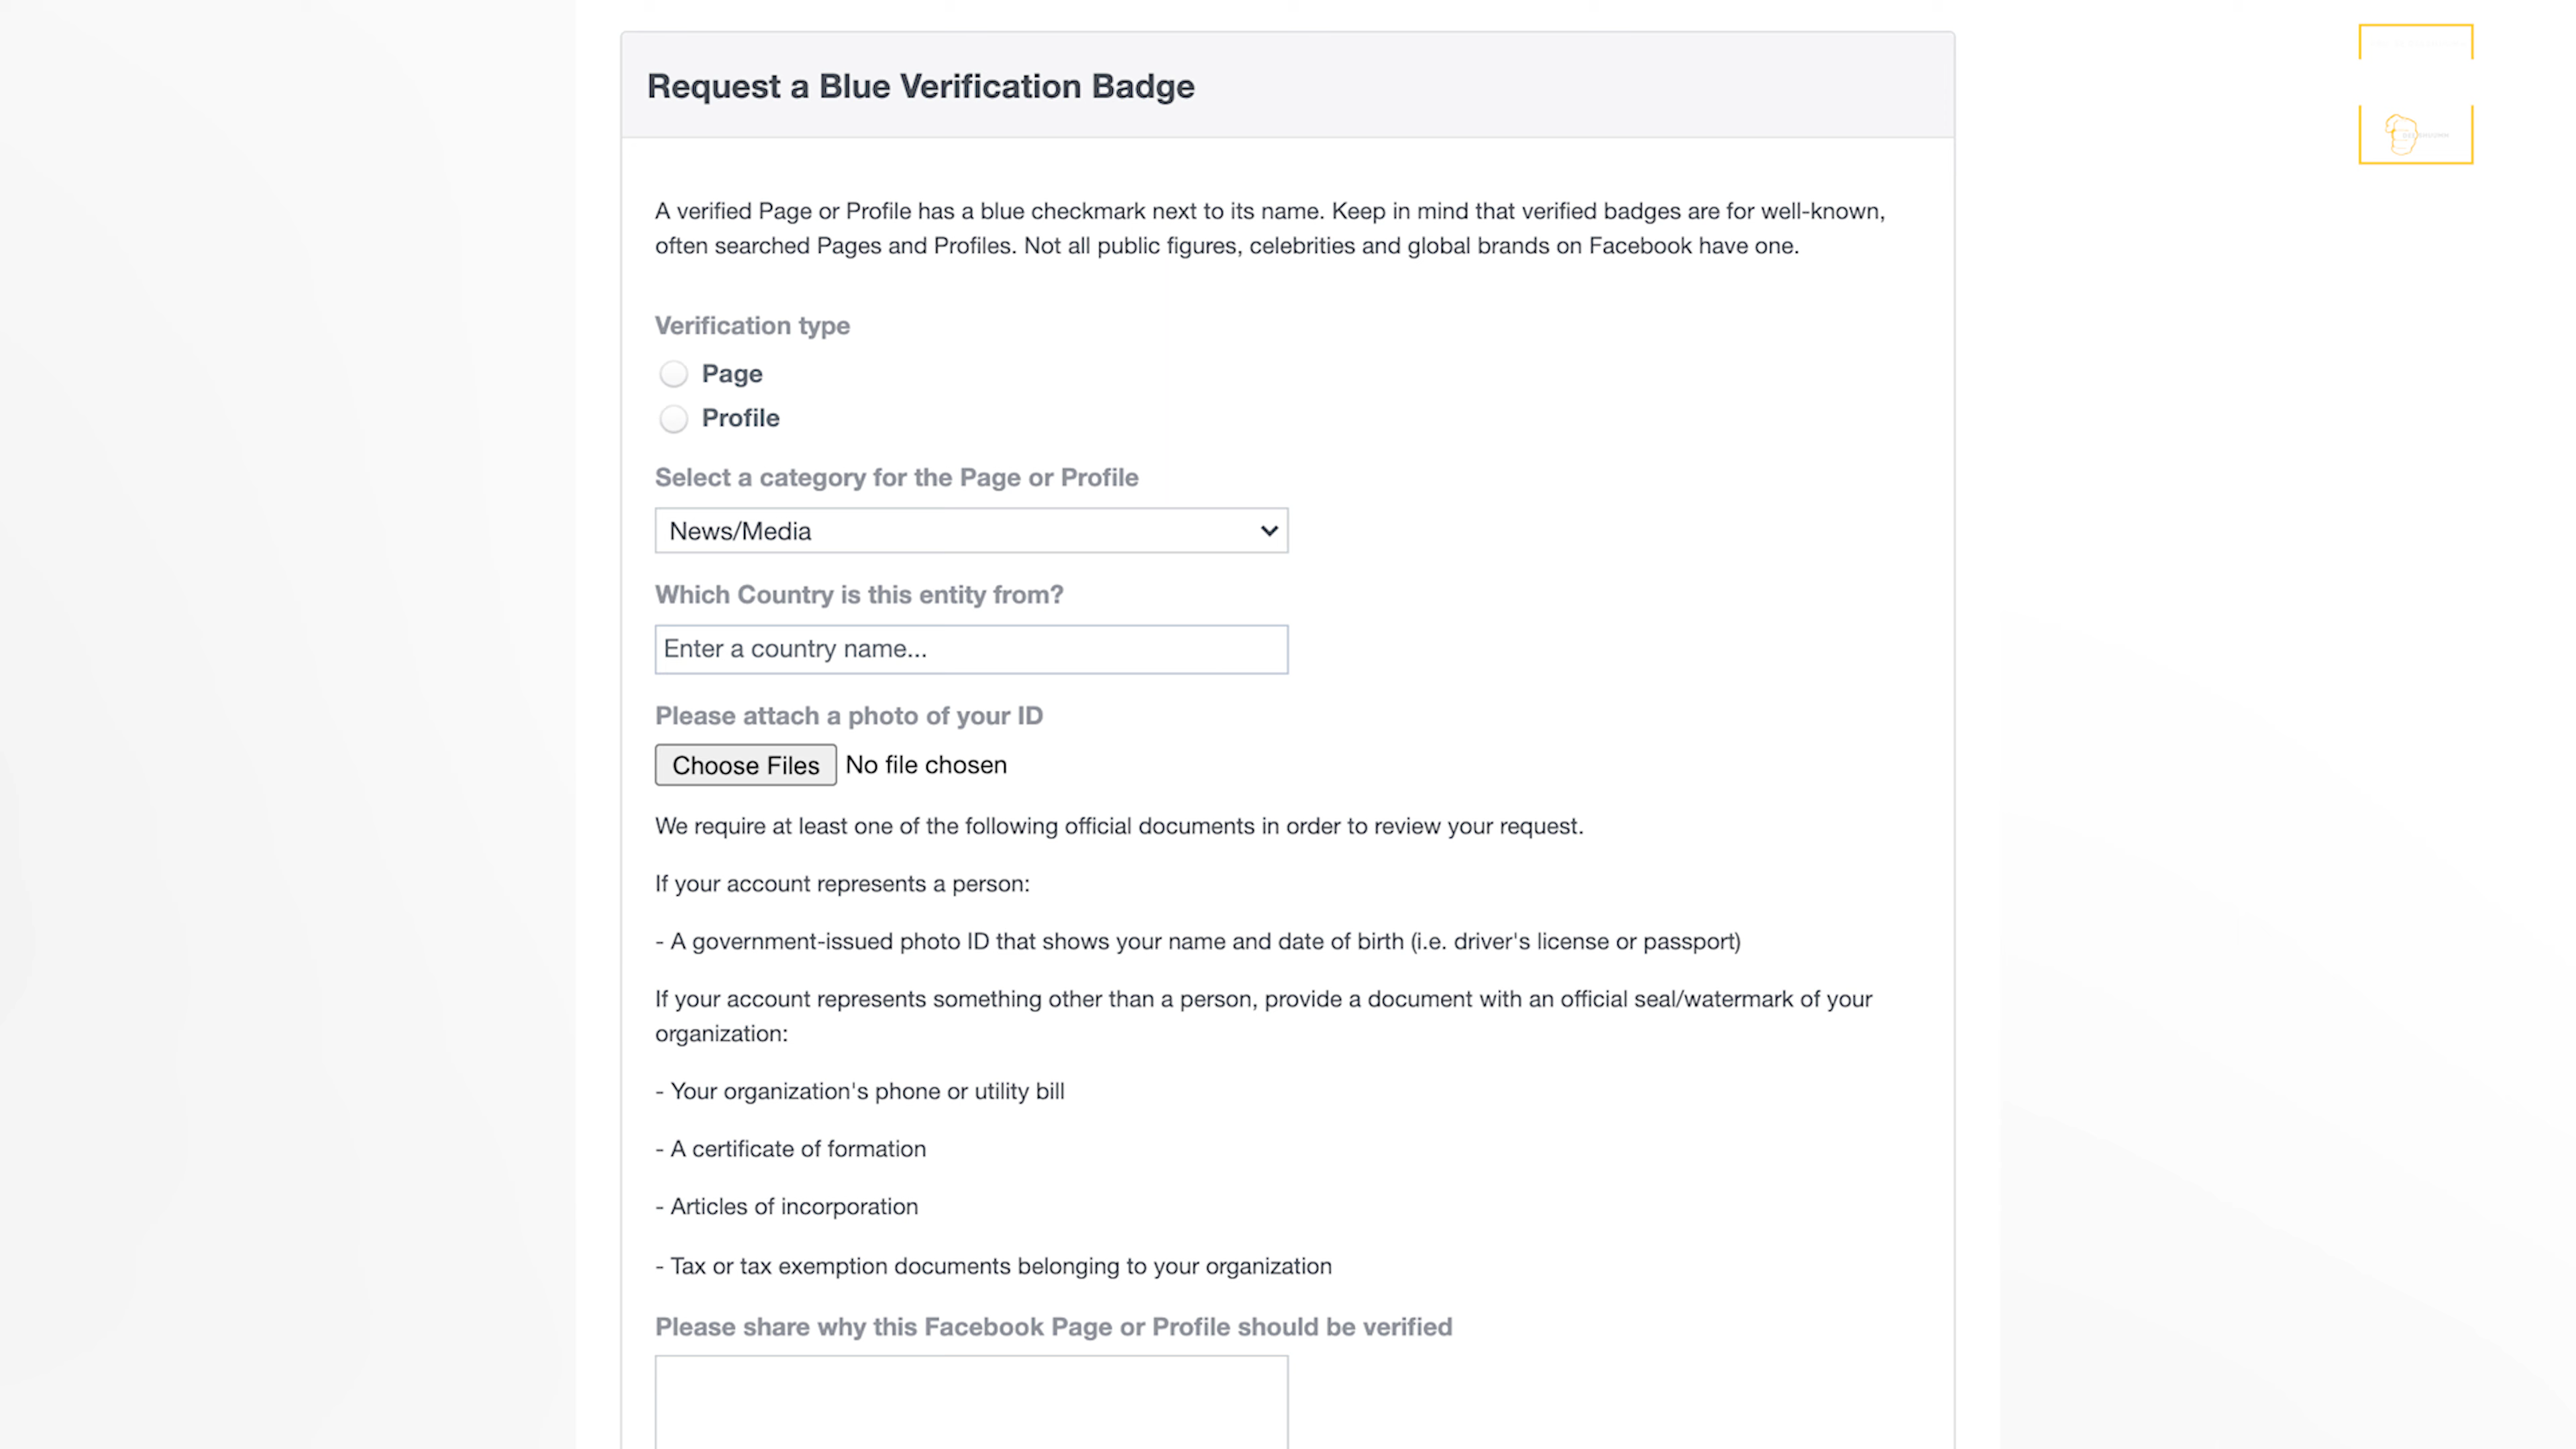 Request a Blue Verification Badge
A verified Page or Profile has a blue checkmark next to its name. Keep in mind that verified badges are for well-known,
often searched Pages and Profiles. Not all public figures, celebrities and global brands on Facebook have one.
Verification type
Page
Profile
Select a category for the Page or Profile
News/Media
Which Country is this entity from?
Enter a country name...
Please attach a photo of your ID
Choose Files No file chosen
We require at least one of the following official documents in order to review your request.
If your account represents a person:
- A government-issued photo ID that shows your name and date of birth (i.e. driver's license or passport)
If your account represents something other than a person, provide a document with an official seal/watermark of your
organization:
- Your organization's phone or utility bill
- A certificate of formation
- Articles of incorporation
- Tax or tax exemption documents belonging to your organization
Please share why this Facebook Page or Profile should be verified